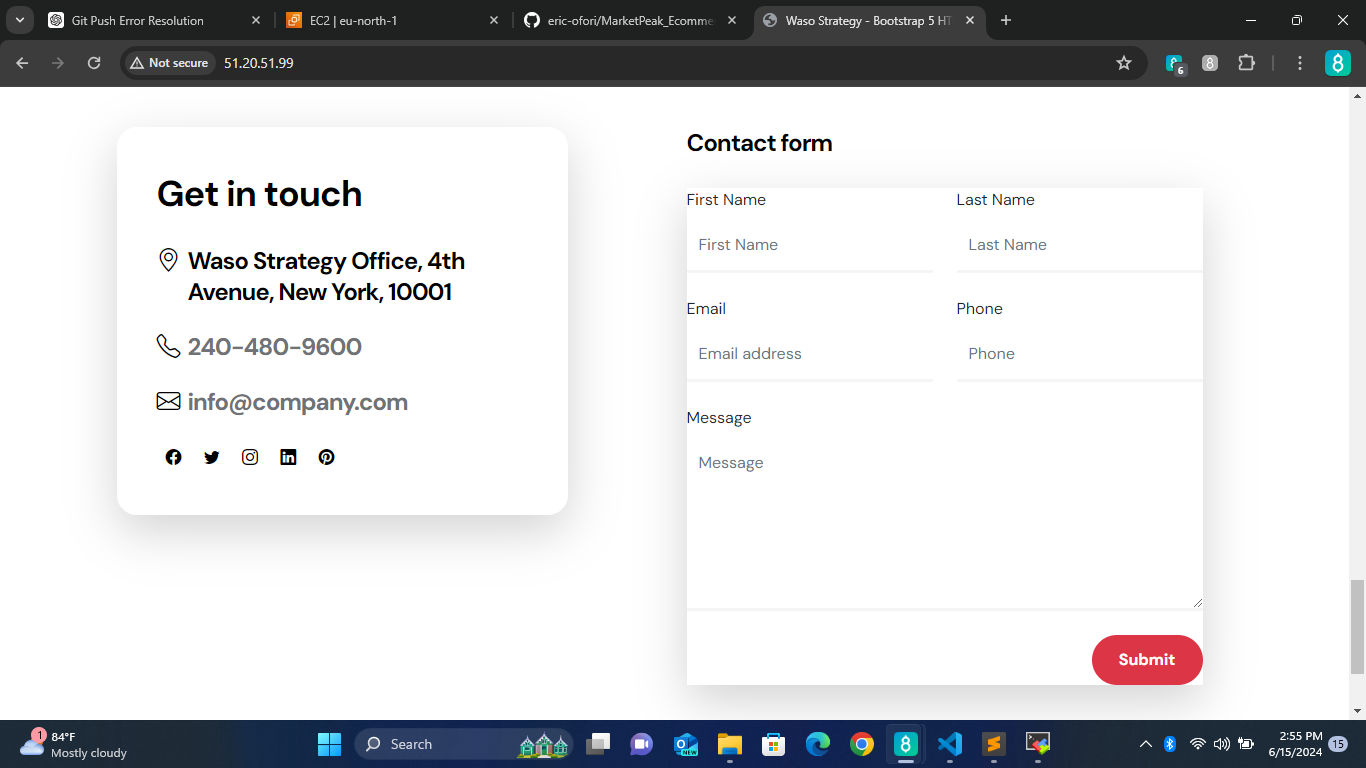 Git Push Error Resolution
EC2 | eu-north-1
eric-ofori/MarketPeak_Ecomme
Waso Strategy - Bootstrap 5 HT
Not secure
51.20.51.99
6
Get in touch
Waso Strategy Office, 4th
Avenue, New York, 10001
240-480-9600
info@company.com
Contact form
First Name
Last Name
First Name
Last Name
Email
Phone
Email address
Phone
Message
Message
Submit
1
84°F
Mostly cloudy
Search
NEW
2:55 PM
6/15/2024
15